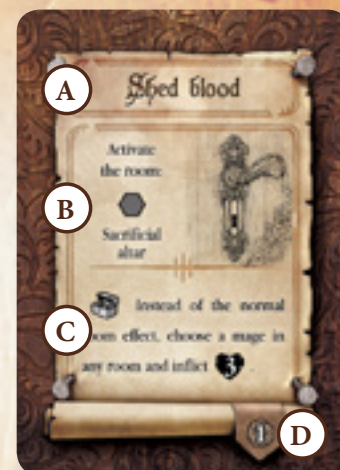 A
Shed blood
Activate
the room:
B
Sacrificial
altar
Instead of the normal
C
room effect, choose a mage in
any room and inflict 3 .
1
D